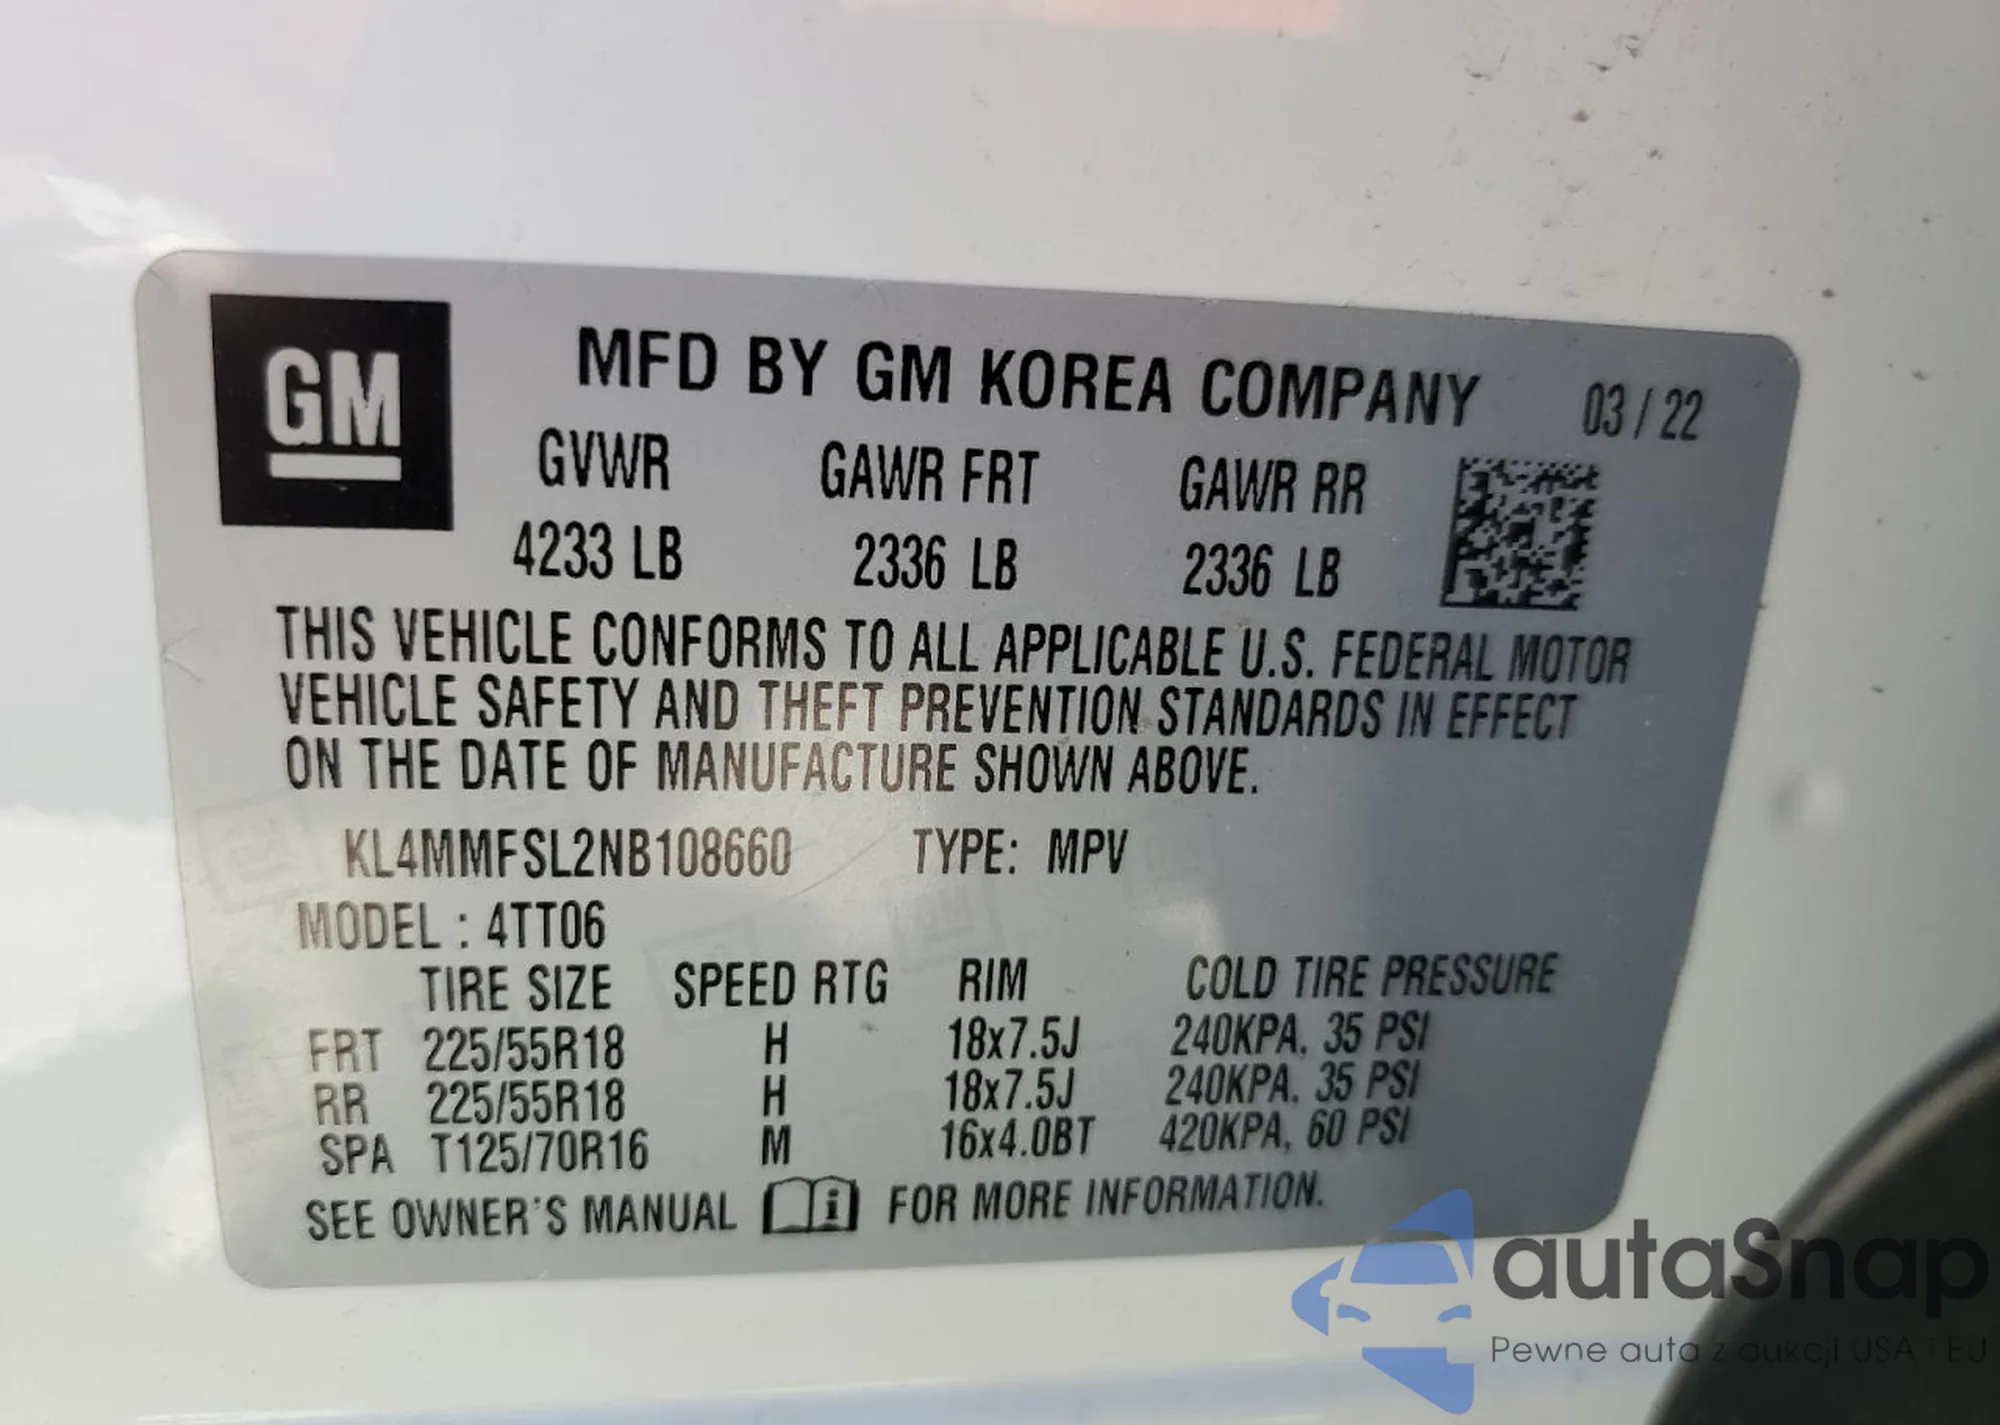 GM
MFD BY GM KOREA COMPANY 03 / 22
GVWR GAWR FRT GAWR RR
4233 LB 2336 LB 2336 LB
THIS VEHICLE CONFORMS TO ALL APPLICABLE U.S. FEDERAL MOTOR
VEHICLE SAFETY AND THEFT PREVENTION STANDARDS IN EFFECT
ON THE DATE OF MANUFACTURE SHOWN ABOVE.
KL4MMFSL2NB108660 TYPE: MPV
MODEL : 4TT06
TIRE SIZE SPEED RTG RIM COLD TIRE PRESSURE
FRT 225/55R18 H 18x7.5J 240KPA, 35 PSI
RR 225/55R18 H 18x7.5J 240KPA, 35 PSI
SPA T125/70R16 M 16x4.0BT 420KPA, 60 PSI
SEE OWNER'S MANUAL i FOR MORE INFORMATION.
autaSnap
Pewne auta z aukcji USA i EU